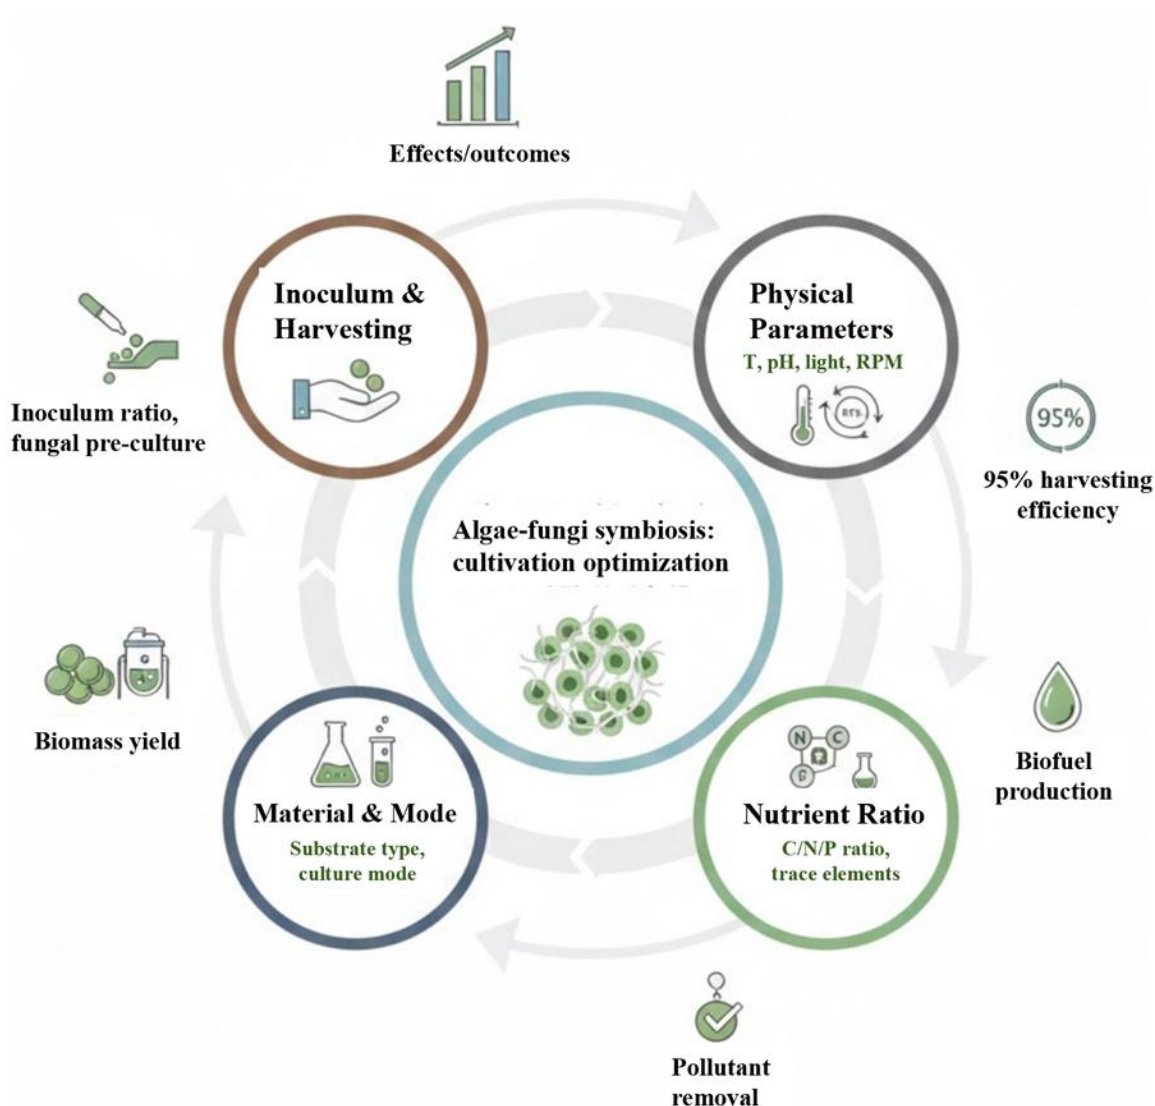 Effects/outcomes
Inoculum &
Harvesting
Physical
Parameters
T, pH, light, RPM
Inoculum ratio,
fungal pre-culture
95%
95% harvesting
efficiency
Algae-fungi symbiosis:
cultivation optimization
Biomass yield
Biofuel
production
Material & Mode
Substrate type,
culture mode
N C
Nutrient Ratio
C/N/P ratio,
trace elements
Pollutant
removal